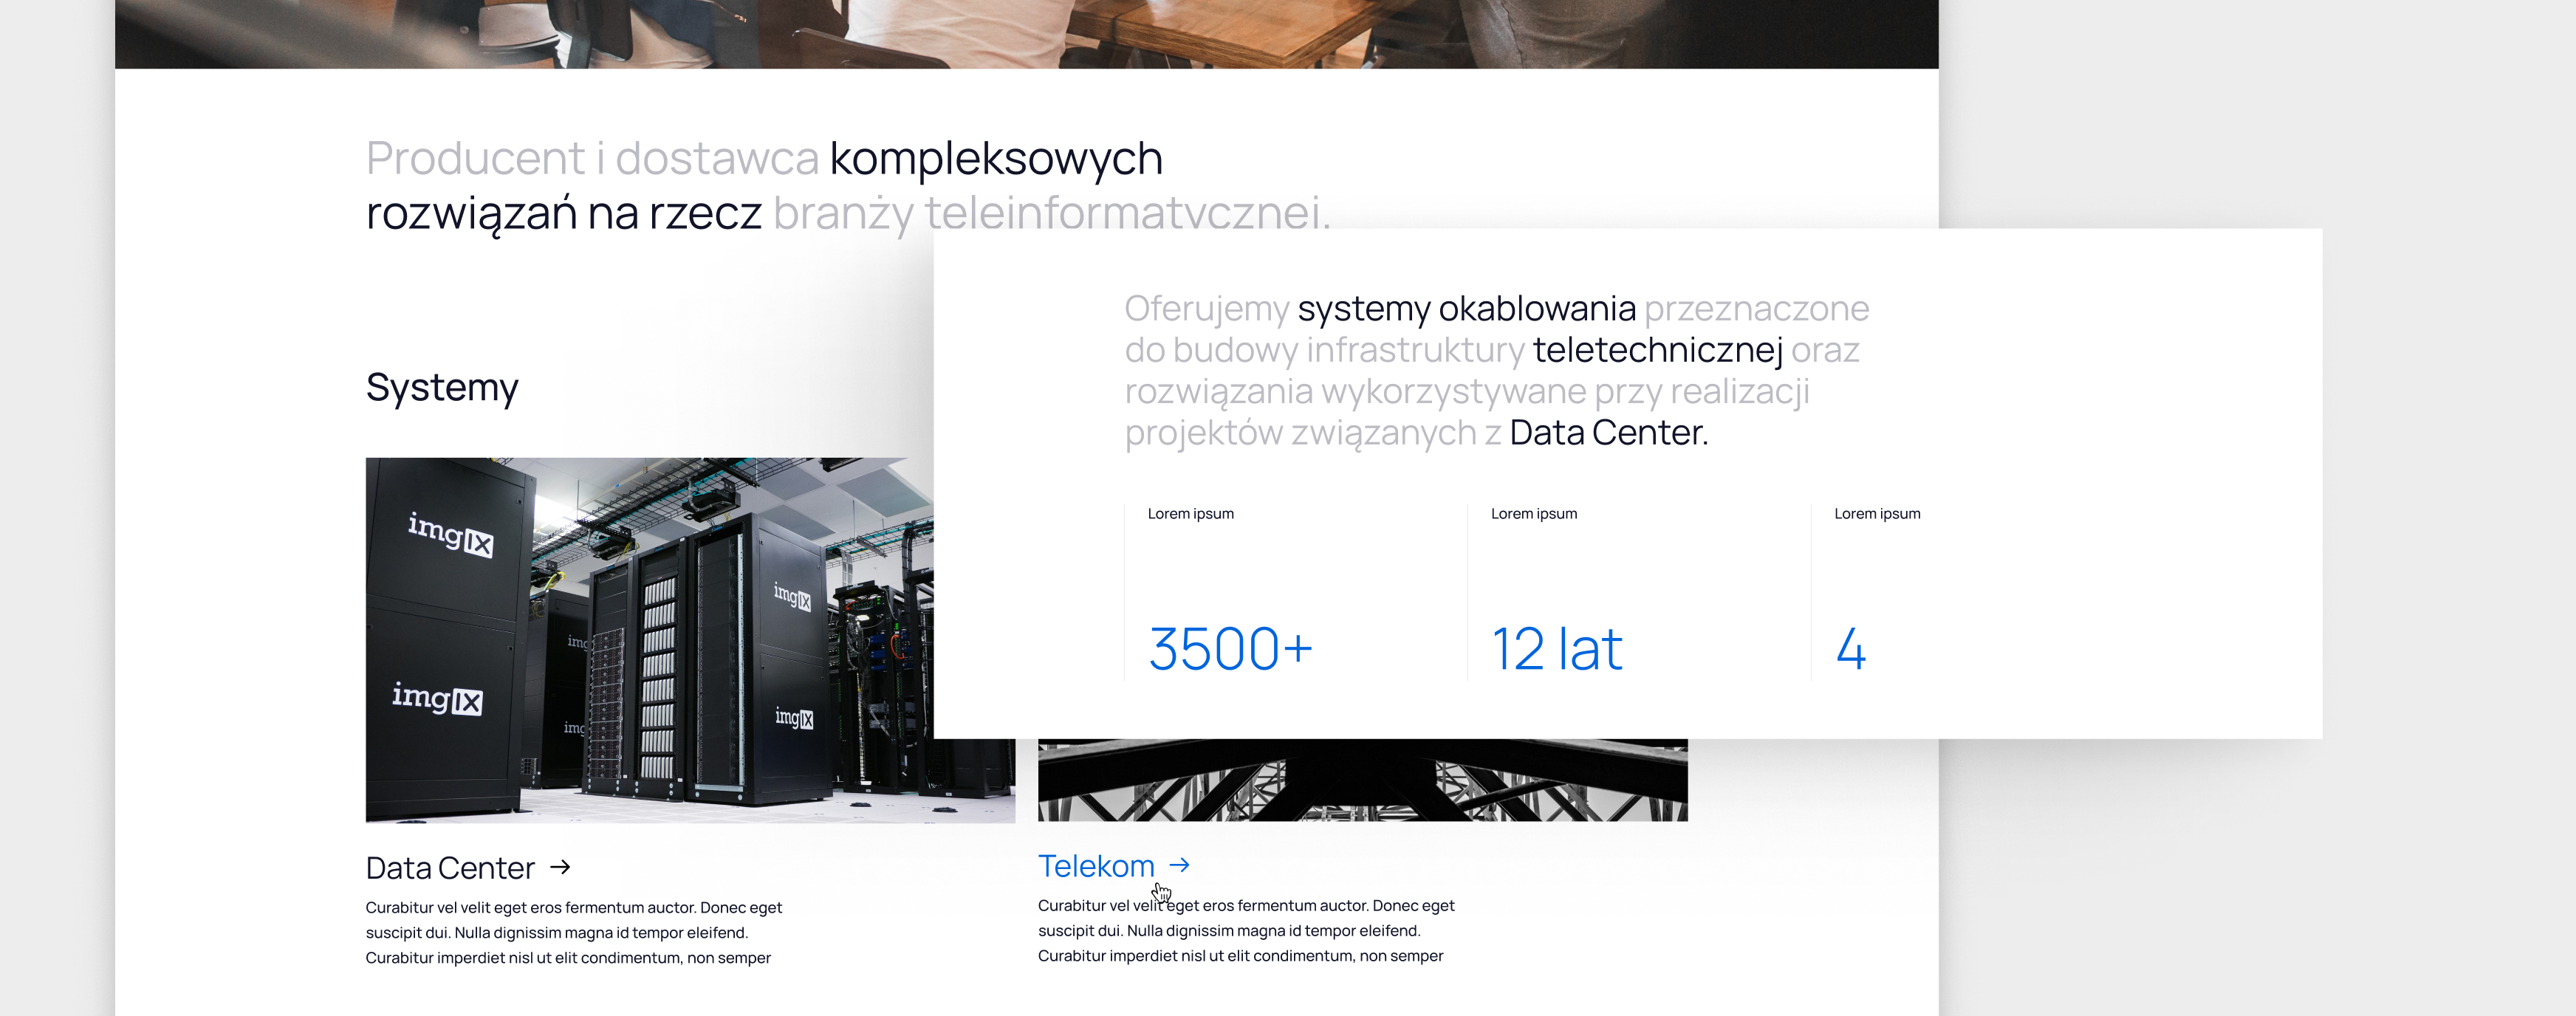 Producent i dostawca kompleksowych
rozwiązań na rzecz branży teleinformatycznej.
Systemy
Oferujemy systemy okablowania przeznaczone
do budowy infrastruktury teletechnicznej oraz
rozwiązania wykorzystywane przy realizacji
projektów związanych z Data Center.
Lorem ipsum
3500+
Lorem ipsum
12 lat
Lorem ipsum
4
imgIX
imgIX
imgIX
imgIX
img
img
Data Center →
Curabitur vel velit eget eros fermentum auctor. Donec eget
suscipit dui. Nulla dignissim magna id tempor eleifend.
Curabitur imperdiet nisl ut elit condimentum, non semper
Telekom →
Curabitur vel velit eget eros fermentum auctor. Donec eget
suscipit dui. Nulla dignissim magna id tempor eleifend.
Curabitur imperdiet nisl ut elit condimentum, non semper